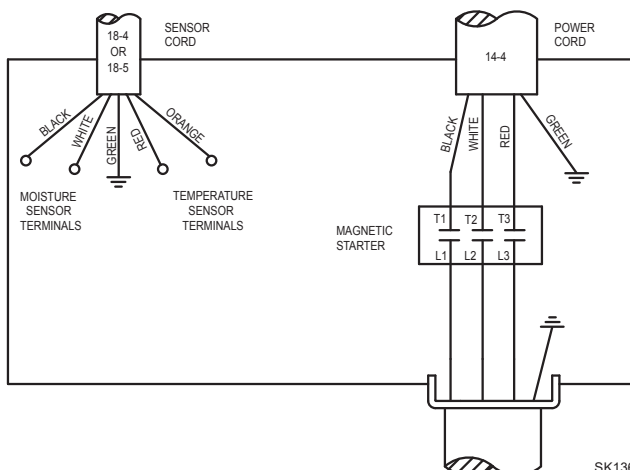 18-4
OR
18-5
SENSOR
CORD
BLACK
WHITE
GREEN
RED
ORANGE
MOISTURE
SENSOR
TERMINALS
TEMPERATURE
SENSOR
TERMINALS
14-4
POWER
CORD
BLACK
WHITE
RED
GREEN
MAGNETIC
STARTER
T1 T2 T3
L1 L2 L3